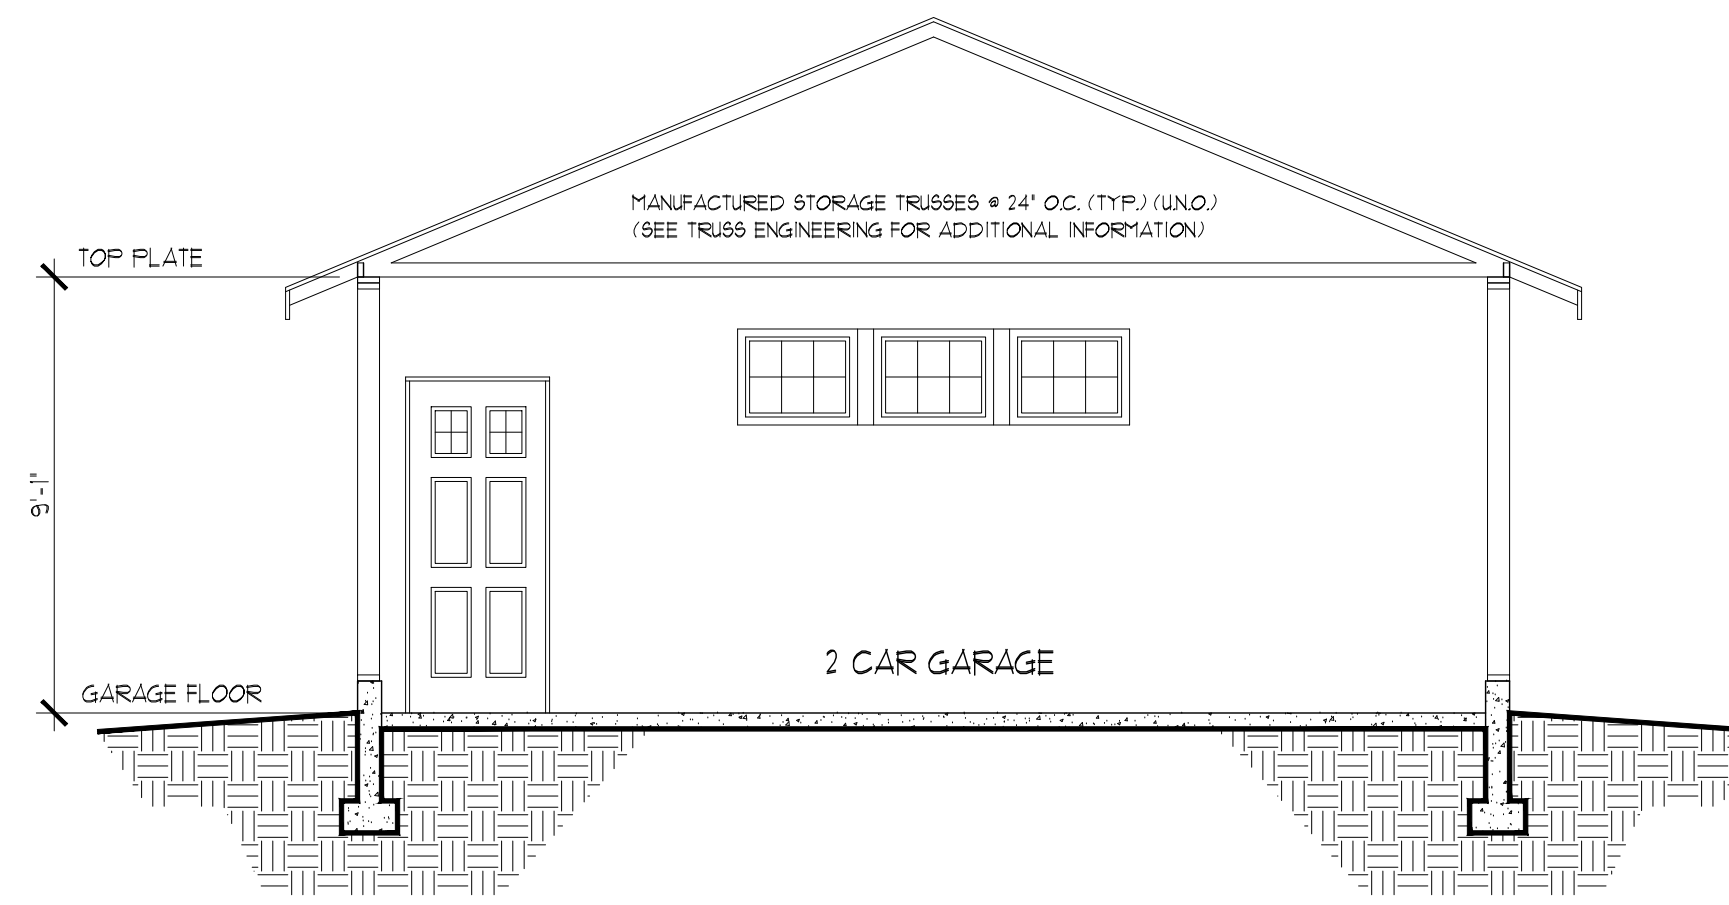 MANUFACTURED STORAGE TRUSSES @ 24" O.C. (TYP.) (U.N.O.)
(SEE TRUSS ENGINEERING FOR ADDITIONAL INFORMATION)
TOP PLATE
9'-1"
2 CAR GARAGE
GARAGE FLOOR